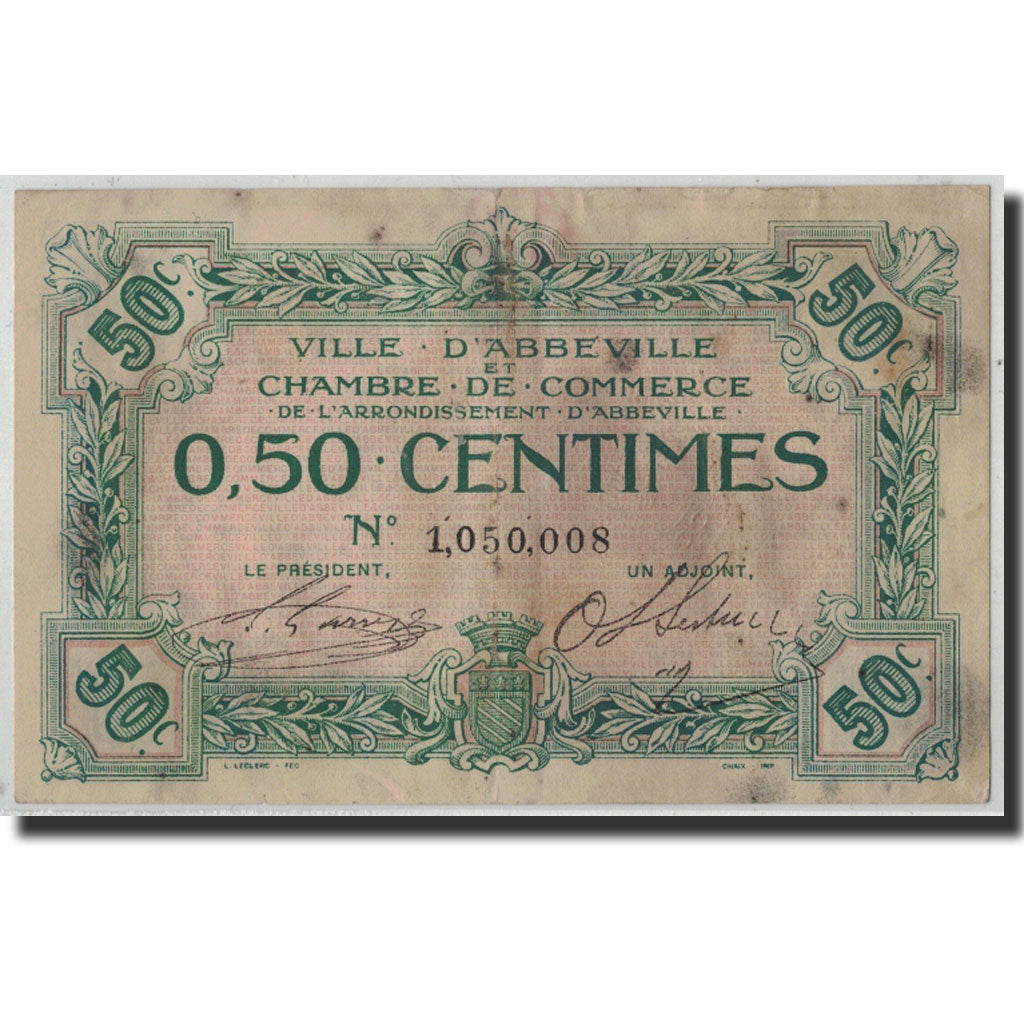 50c. 50c.
VILLE · D'ABBEVILLE
ET
CHAMBRE · DE · COMMERCE
· DE · L'ARRONDISSEMENT · D'ABBEVILLE ·
0,50 · CENTIMES
N° 1,050,008
LE PRÉSIDENT, UN ADJOINT,
50c. 50c.
L. LECLERC - FEC CHAIX - IMP.